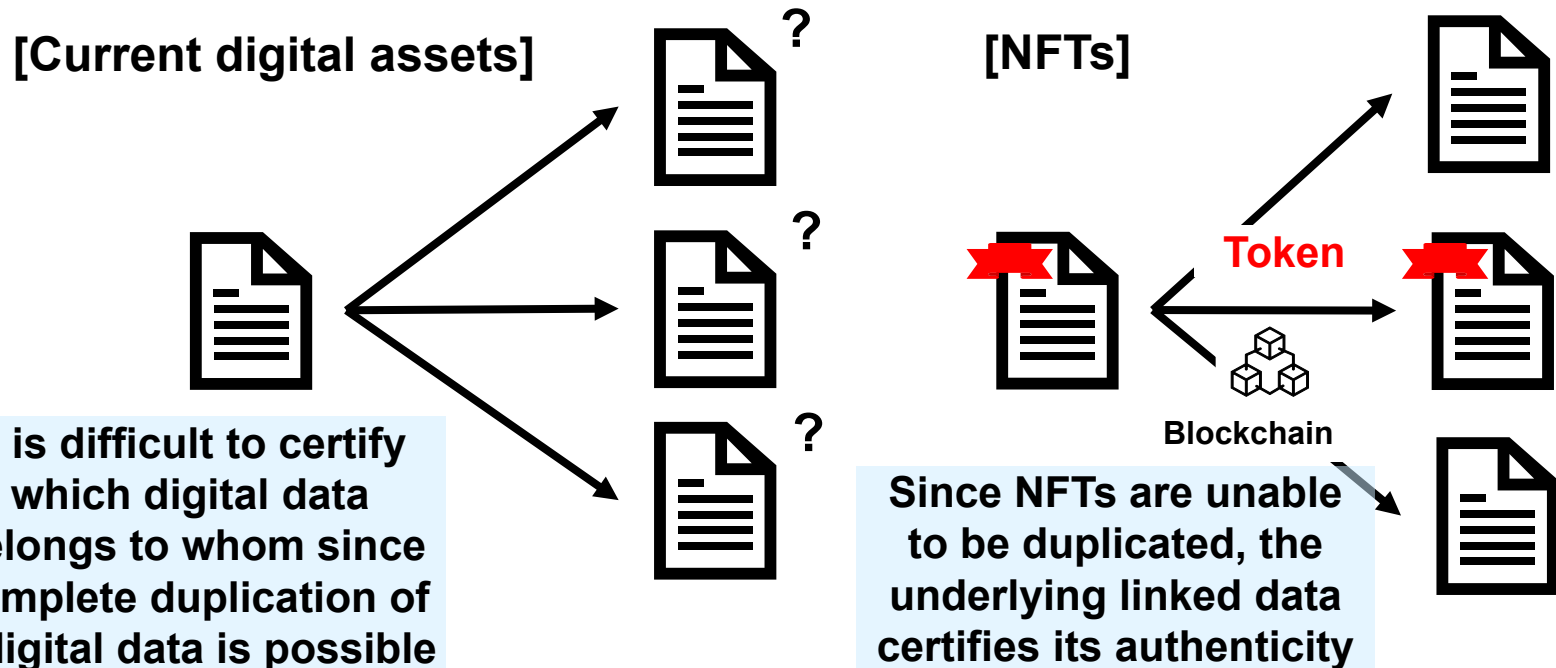 [Current digital assets]
?
?
?
is difficult to certify
which digital data
elongs to whom since
mplete duplication of
digital data is possible
[NFTs]
Token
Blockchain
Since NFTs are unable
to be duplicated, the
underlying linked data
certifies its authenticity